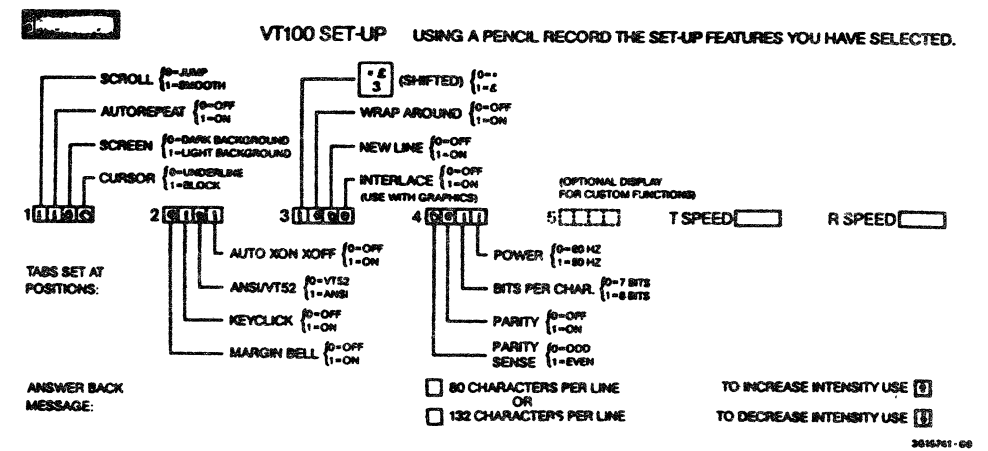 VT100 SET-UP USING A PENCIL RECORD THE SET-UP FEATURES YOU HAVE SELECTED.
SCROLL 0=JUMP 1=SMOOTH
AUTOREPEAT 0=OFF 1=ON
SCREEN 0=DARK BACKGROUND 1=LIGHT BACKGROUND
CURSOR 0=UNDERLINE 1=BLOCK
£ 3 (SHIFTED) 1=£
WRAP AROUND 0=OFF 1=ON
NEW LINE 0=OFF 1=ON
INTERLACE 0=OFF 1=ON
(USE WITH GRAPHICS)
(OPTIONAL DISPLAY
FOR CUSTOM FUNCTIONS)
1 2 3 4 5 T SPEED R SPEED
AUTO XON XOFF 0=OFF 1=ON
ANSI/VT52 0=VT52 1=ANSI
KEYCLICK 0=OFF 1=ON
MARGIN BELL 0=OFF 1=ON
POWER 0=60 HZ 1=50 HZ
BITS PER CHAR. 0=7 BITS 1=8 BITS
PARITY 0=OFF 1=ON
PARITY SENSE 0=ODD 1=EVEN
TABS SET AT
POSITIONS:
ANSWER BACK
MESSAGE:
80 CHARACTERS PER LINE
OR
132 CHARACTERS PER LINE
TO INCREASE INTENSITY USE
TO DECREASE INTENSITY USE